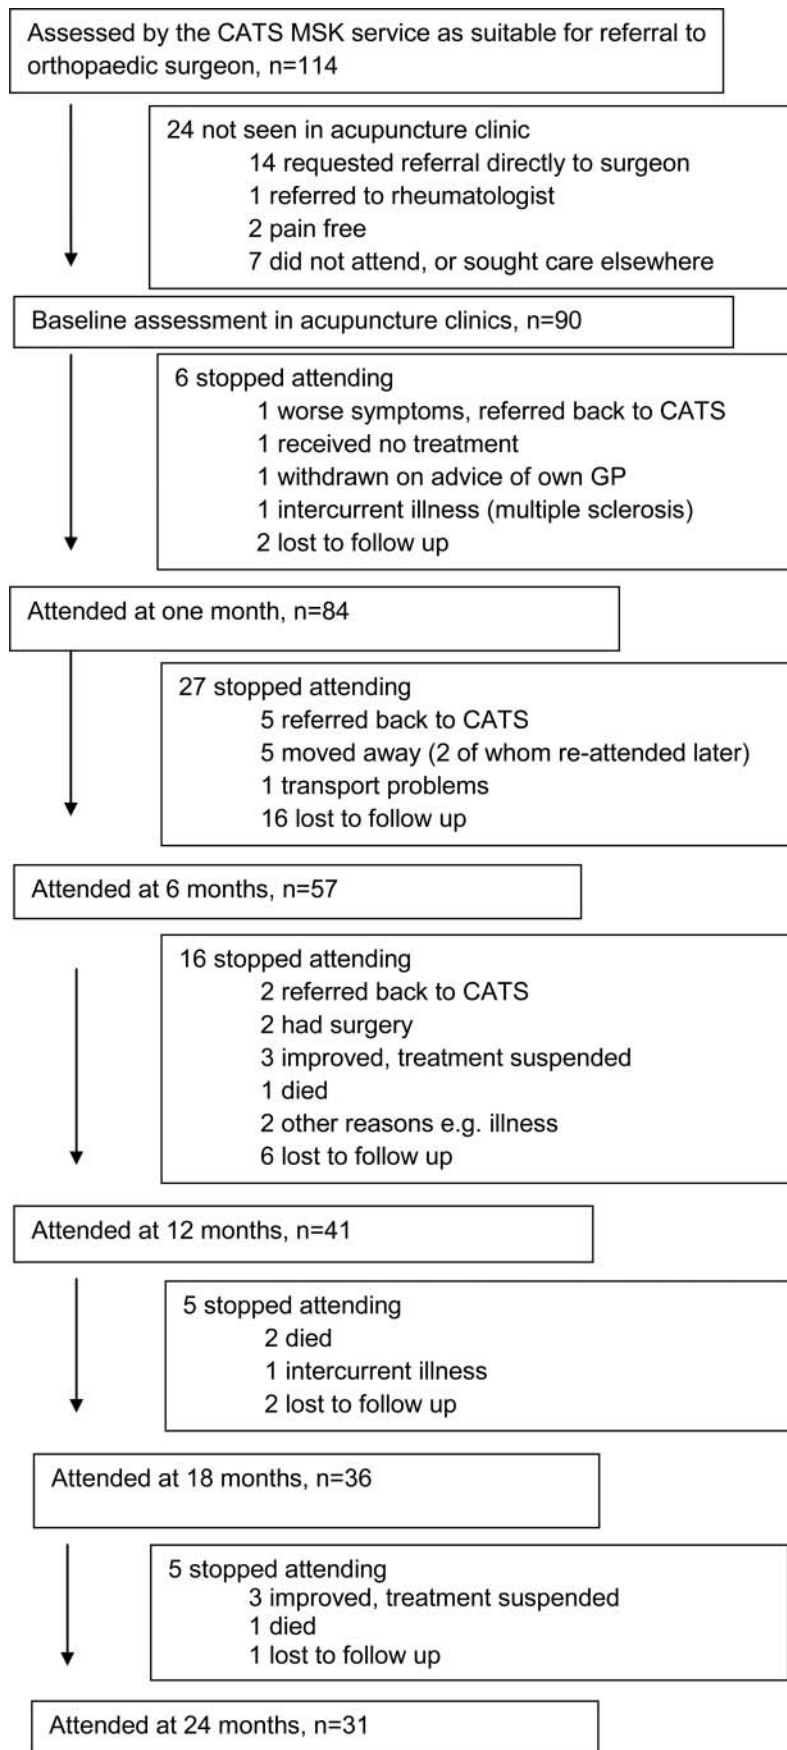 Assessed by the CATS MSK service as suitable for referral to
orthopaedic surgeon, n=114
24 not seen in acupuncture clinic
14 requested referral directly to surgeon
1 referred to rheumatologist
2 pain free
7 did not attend, or sought care elsewhere
Baseline assessment in acupuncture clinics, n=90
6 stopped attending
1 worse symptoms, referred back to CATS
1 received no treatment
1 withdrawn on advice of own GP
1 intercurrent illness (multiple sclerosis)
2 lost to follow up
Attended at one month, n=84
27 stopped attending
5 referred back to CATS
5 moved away (2 of whom re-attended later)
1 transport problems
16 lost to follow up
Attended at 6 months, n=57
16 stopped attending
2 referred back to CATS
2 had surgery
3 improved, treatment suspended
1 died
2 other reasons e.g. illness
6 lost to follow up
Attended at 12 months, n=41
5 stopped attending
2 died
1 intercurrent illness
2 lost to follow up
Attended at 18 months, n=36
5 stopped attending
3 improved, treatment suspended
1 died
1 lost to follow up
Attended at 24 months, n=31